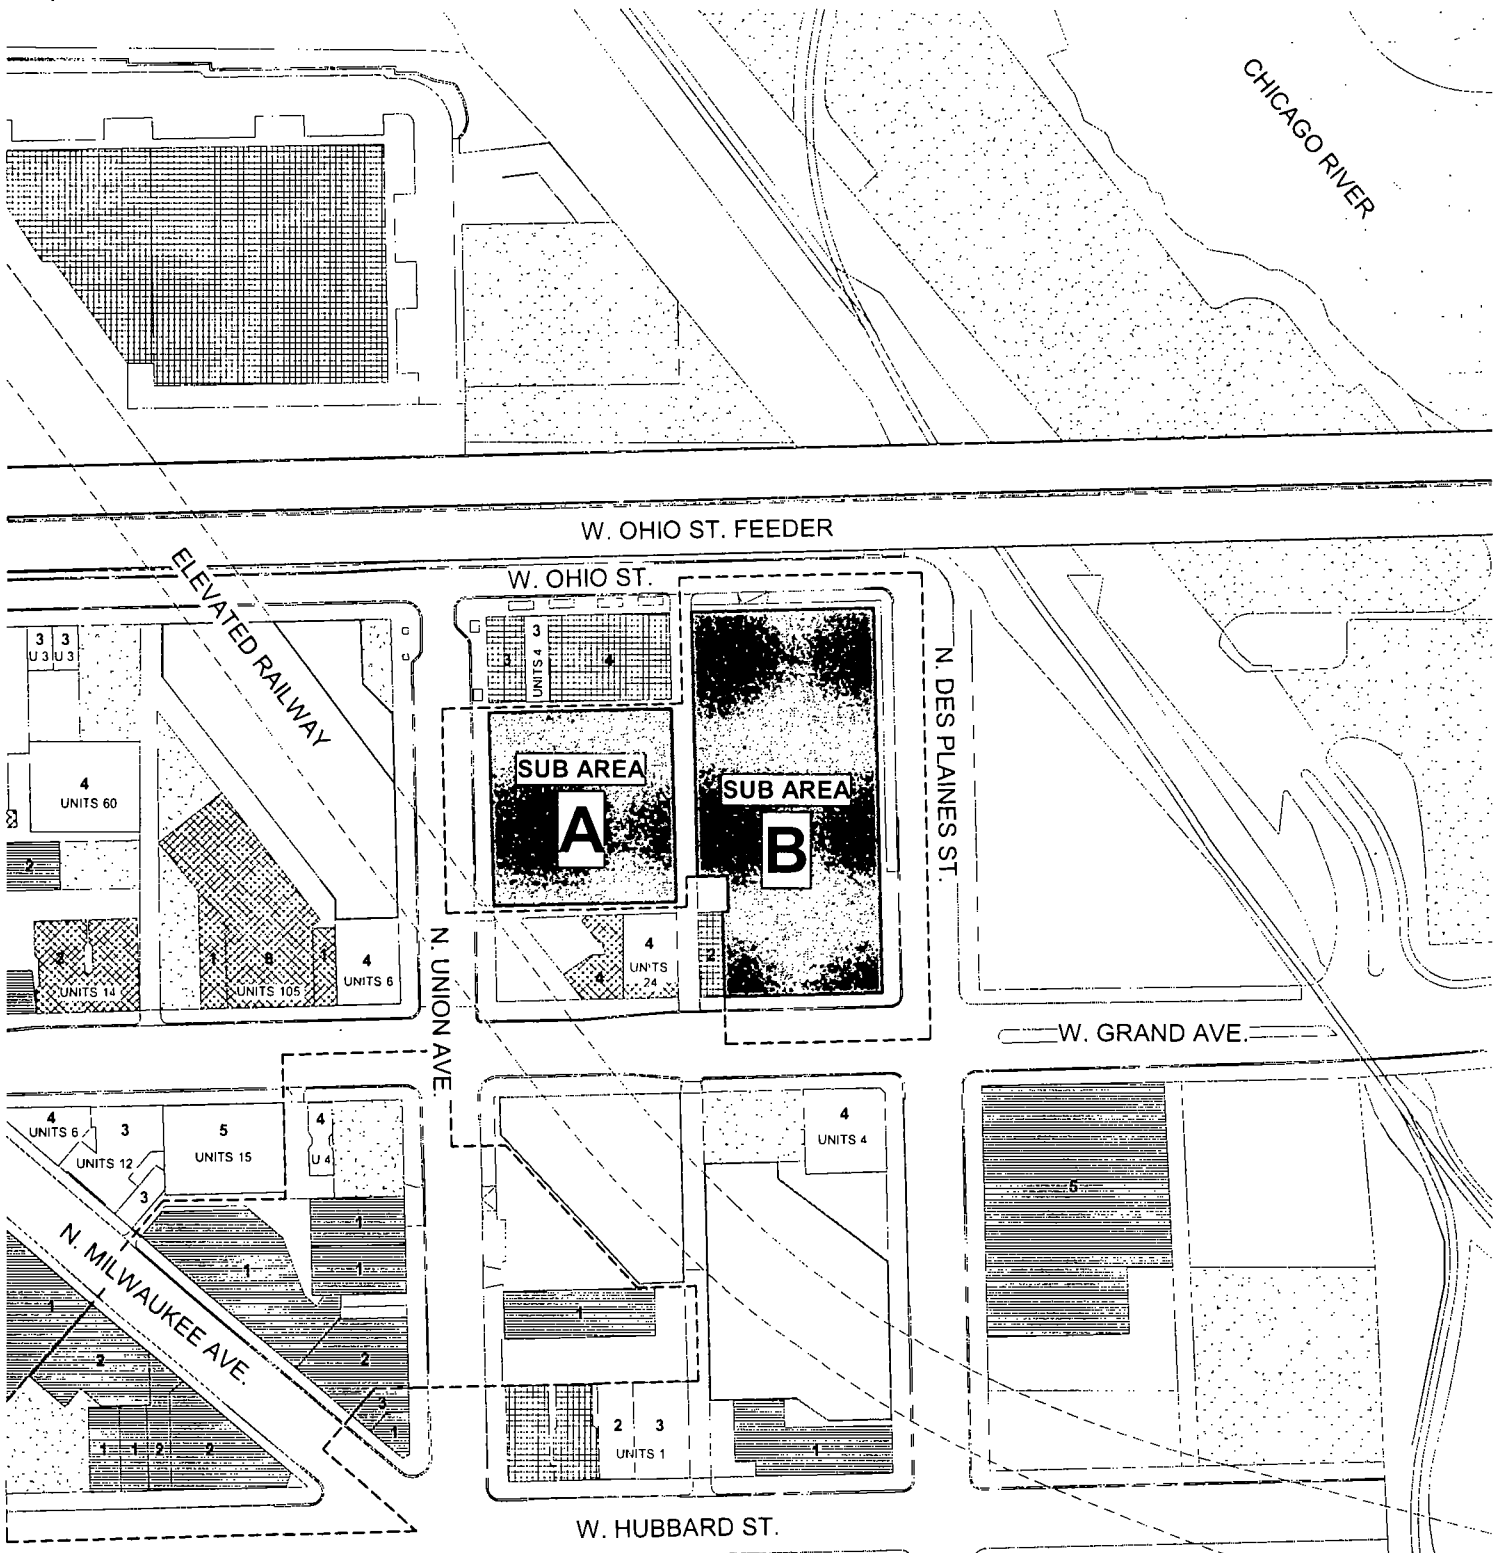 CHICAGO RIVER
W. OHIO ST. FEEDER
W. OHIO ST.
ELEVATED RAILWAY
3 3
U 3 U 3
3
3
UNITS 4
4
N. DES PLAINES ST.
SUB AREA
A
SUB AREA
B
4
UNITS 60
2
2
UNITS 14
1
UNITS 105
1
4
UNITS 6
N. UNION AVE.
4
4
UNITS
24
2
W. GRAND AVE.
4
UNITS 6
3
UNITS 12
3
5
UNITS 15
4
U 4
4
UNITS 4
5
1
1
1
N. MILWAUKEE AVE.
1
2
2
3
1
1
1 1 2 2
2 3
UNITS 1
1
W. HUBBARD ST.